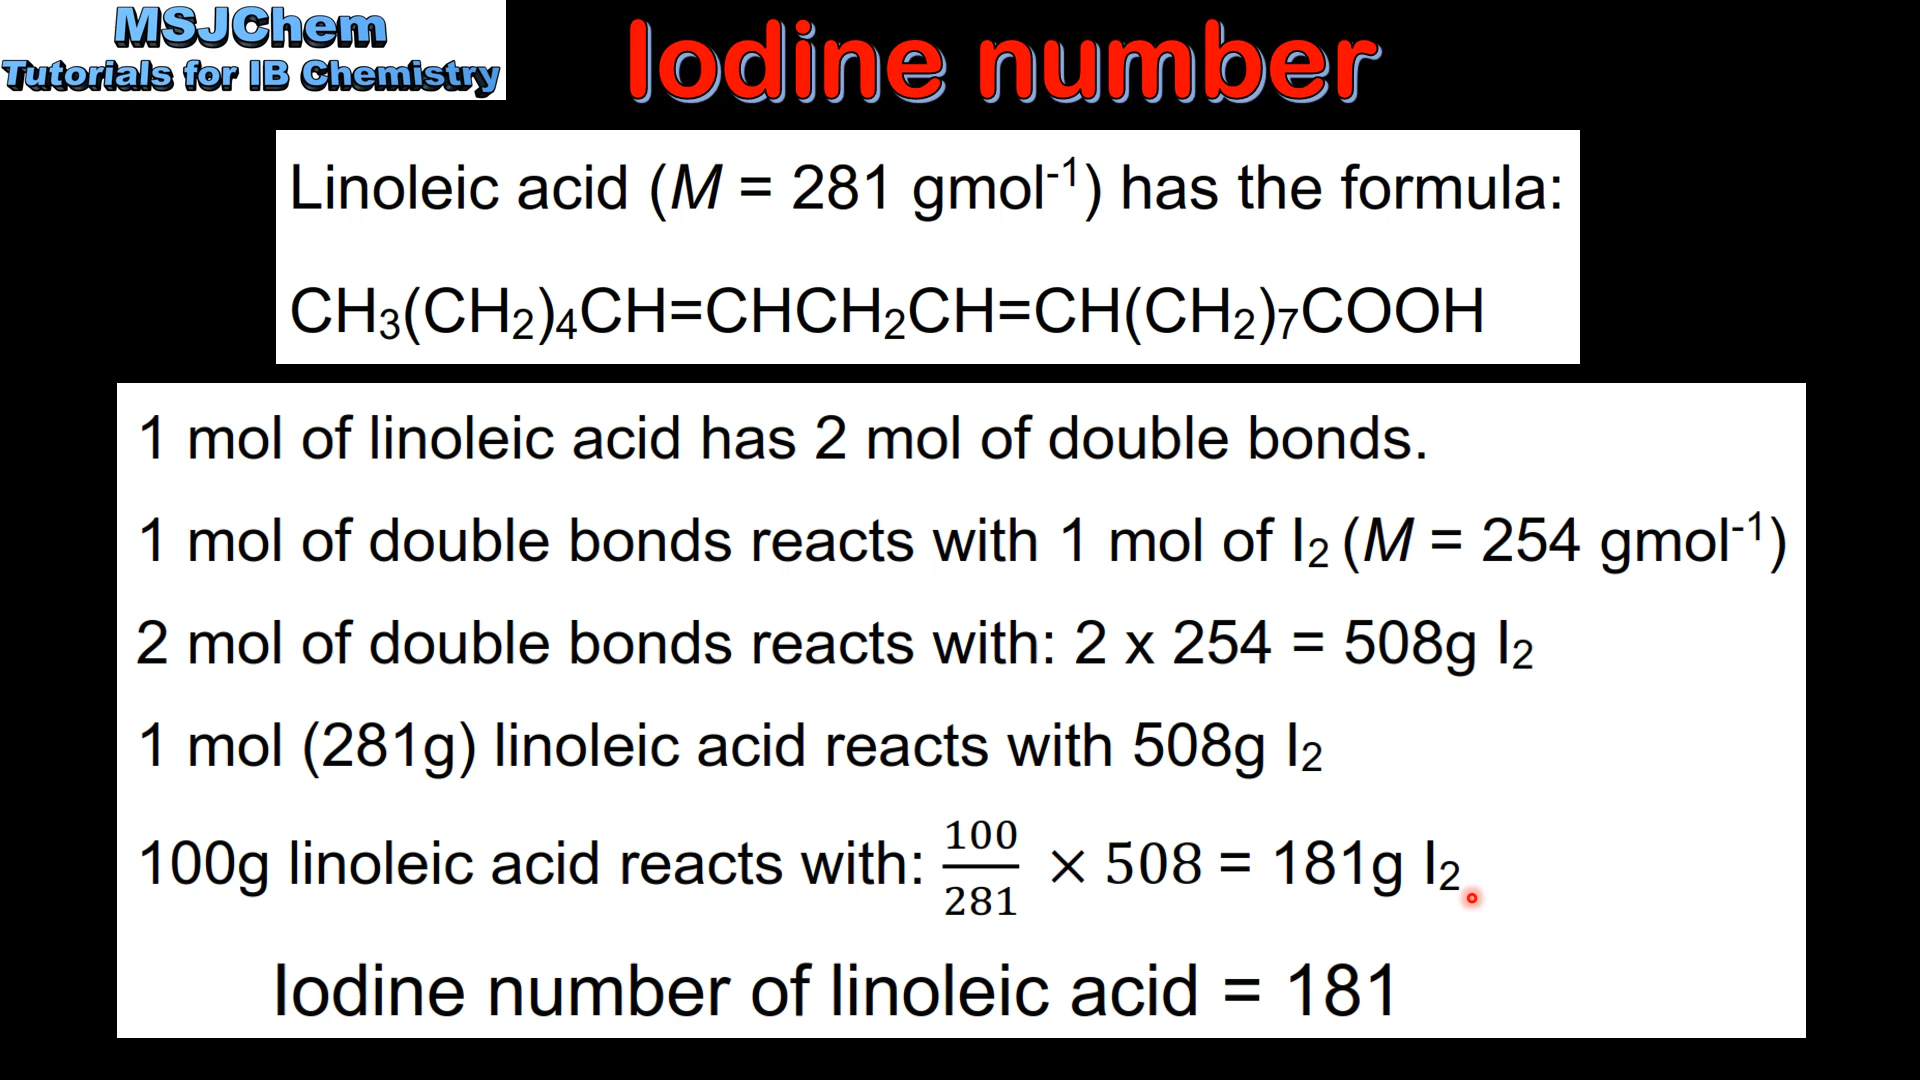 MSJChem
Tutorials for IB Chemistry
Iodine number
Linoleic acid (M = 281 gmol⁻¹) has the formula:
CH₃(CH₂)₄CH=CHCH₂CH=CH(CH₂)₇COOH
1 mol of linoleic acid has 2 mol of double bonds.
1 mol of double bonds reacts with 1 mol of I₂ (M = 254 gmol⁻¹)
2 mol of double bonds reacts with: 2 x 254 = 508g I₂
1 mol (281g) linoleic acid reacts with 508g I₂
100g linoleic acid reacts with: 100/281 × 508 = 181g I₂
Iodine number of linoleic acid = 181